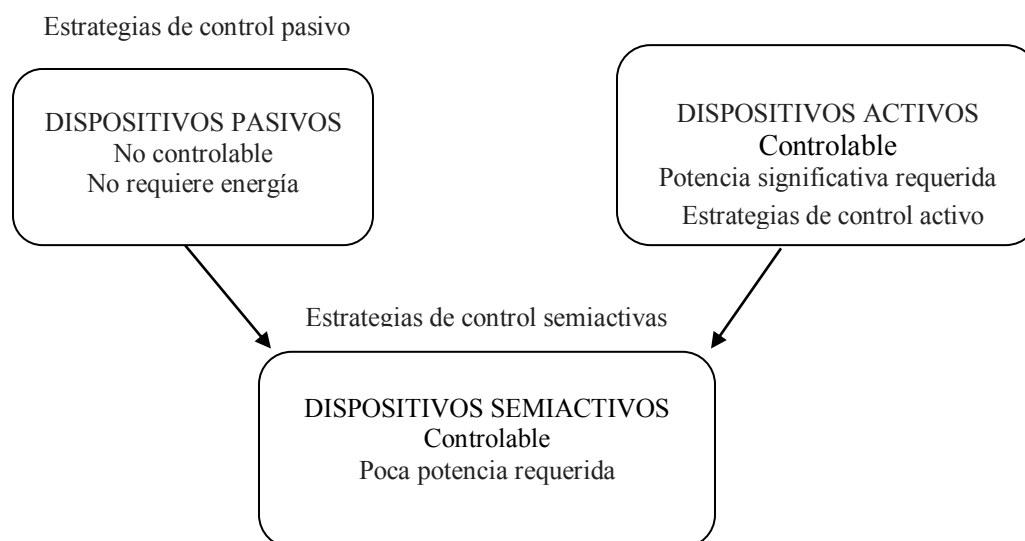 Estrategias de control pasivo
DISPOSITIVOS PASIVOS
No controlable
No requiere energía
DISPOSITIVOS ACTIVOS
Controlable
Potencia significativa requerida
Estrategias de control activo
Estrategias de control semiactivas
DISPOSITIVOS SEMIACTIVOS
Controlable
Poca potencia requerida